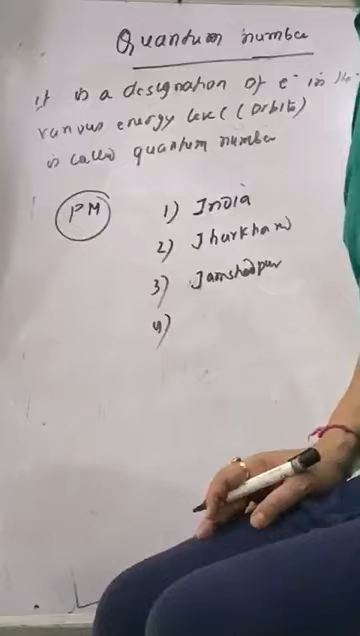 Quantum number
it is a designation of e⁻ in the
various energy level (orbit)
is called quantum number
PM
1) India
2) Jharkhand
3) Jamshedpur
4)